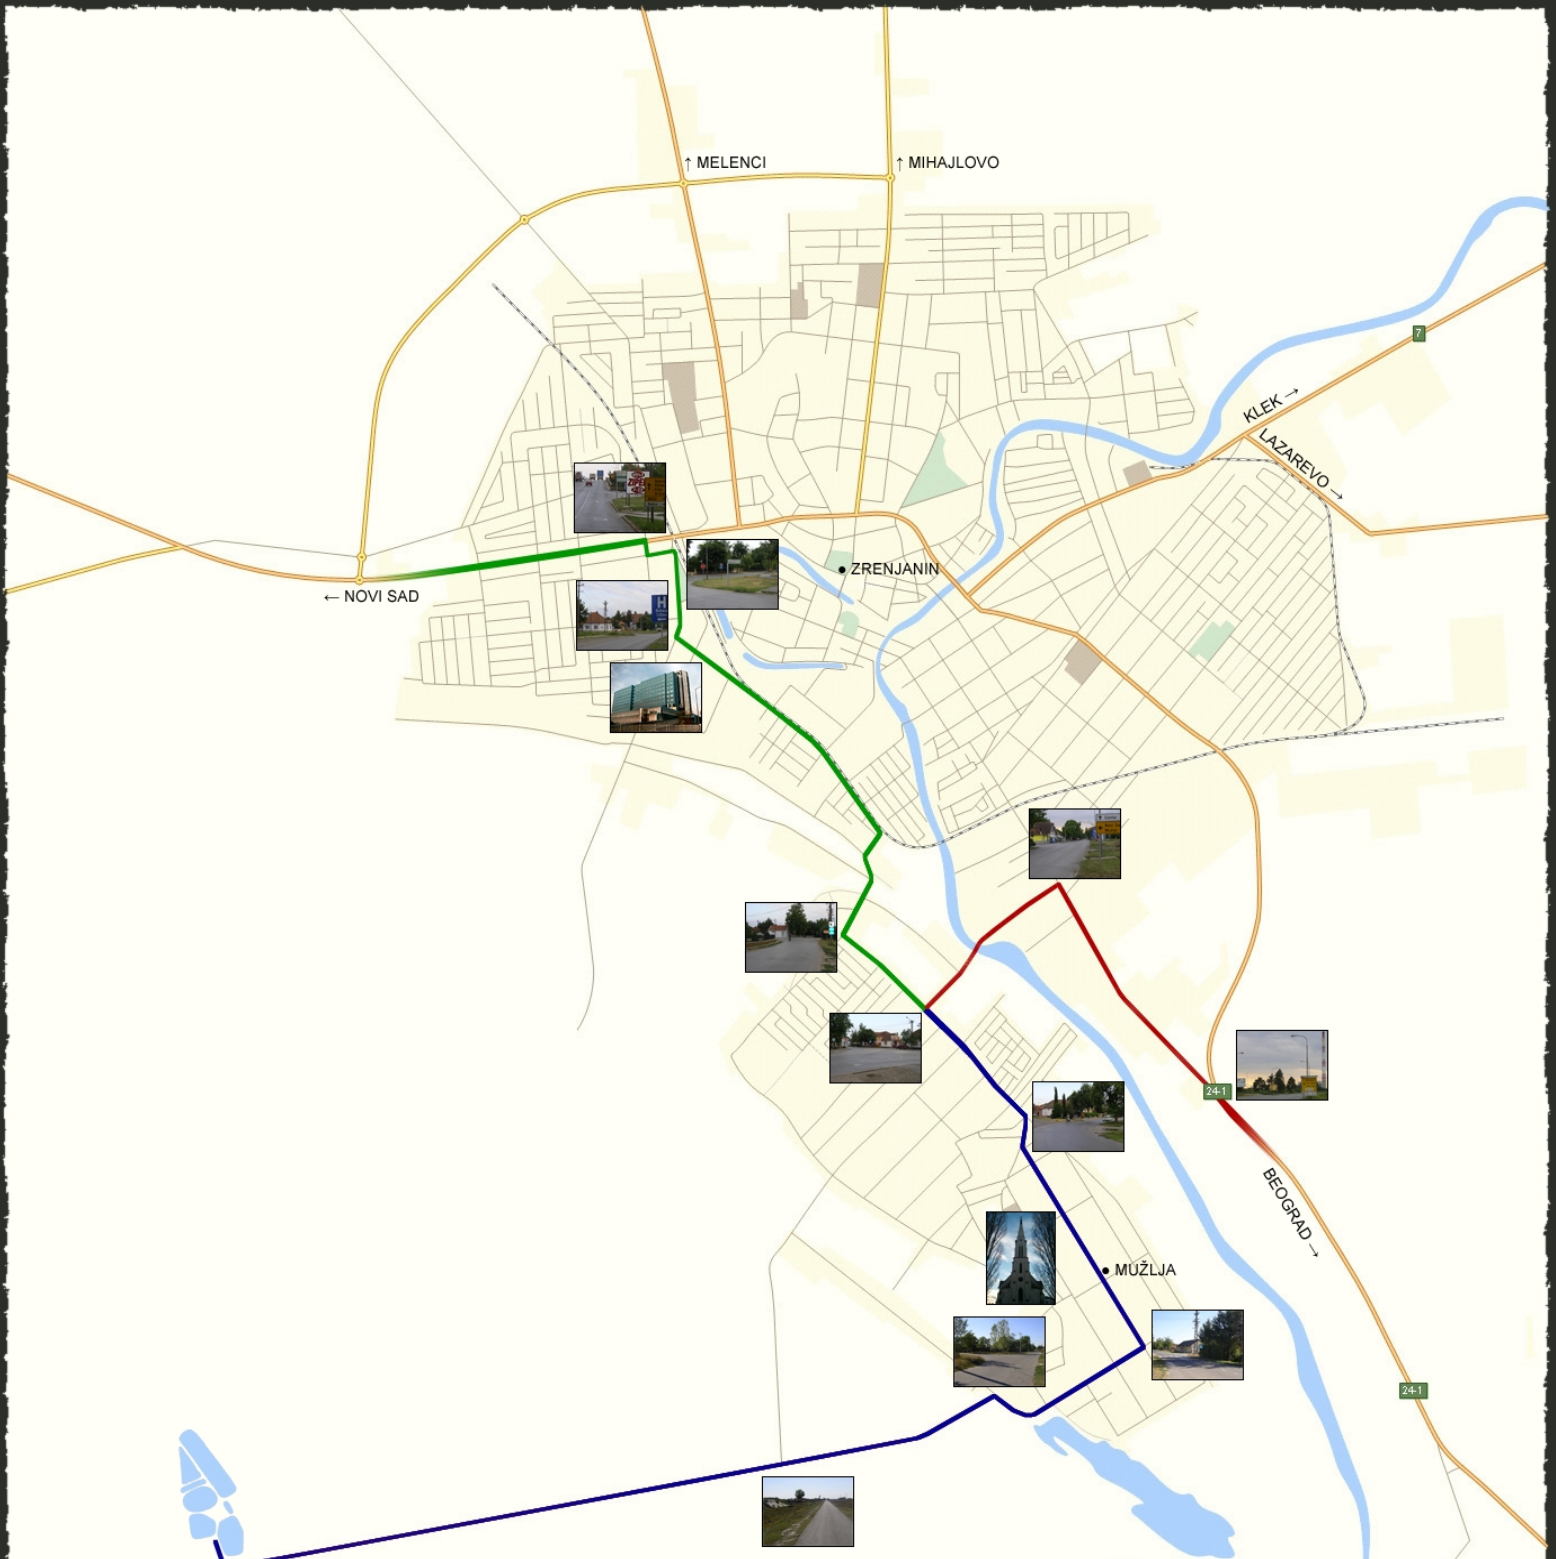 ↑ MELENCI
↑ MIHAJLOVO
7
KLEK →
LAZAREVO →
ZRENJANIN
← NOVI SAD
H
24-1
BEOGRAD →
MUŽLJA
24-1